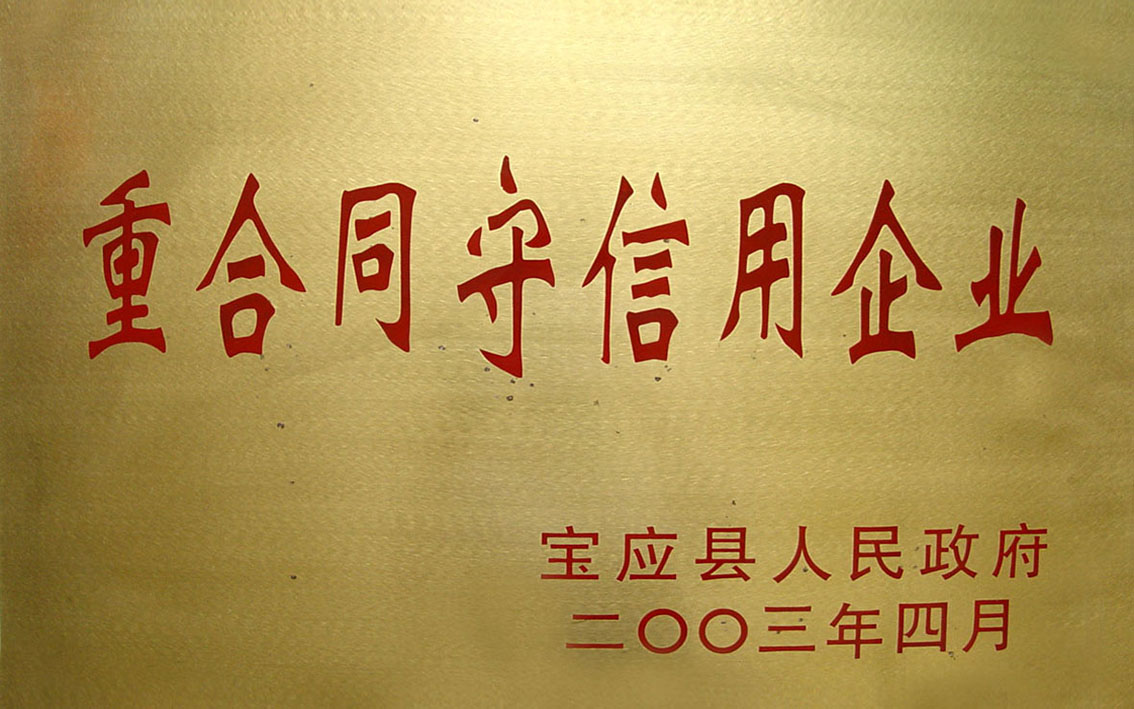 重合同守信用企业
宝应县人民政府
二〇〇三年四月